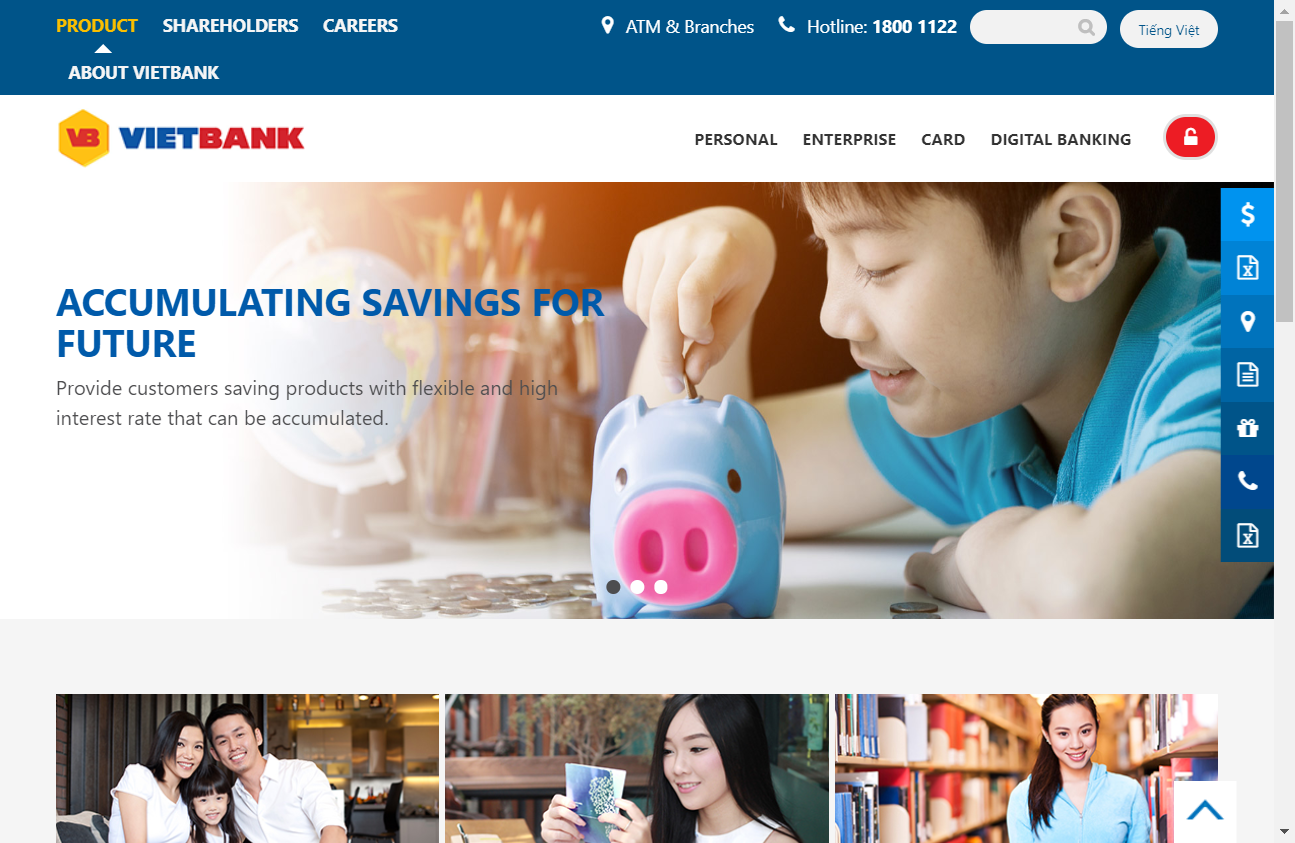 PRODUCT SHAREHOLDERS CAREERS ATM & Branches Hotline: 1800 1122 Tiếng Việt
ABOUT VIETBANK
VB VIETBANK PERSONAL ENTERPRISE CARD DIGITAL BANKING
ACCUMULATING SAVINGS FOR
FUTURE
Provide customers saving products with flexible and high
interest rate that can be accumulated.